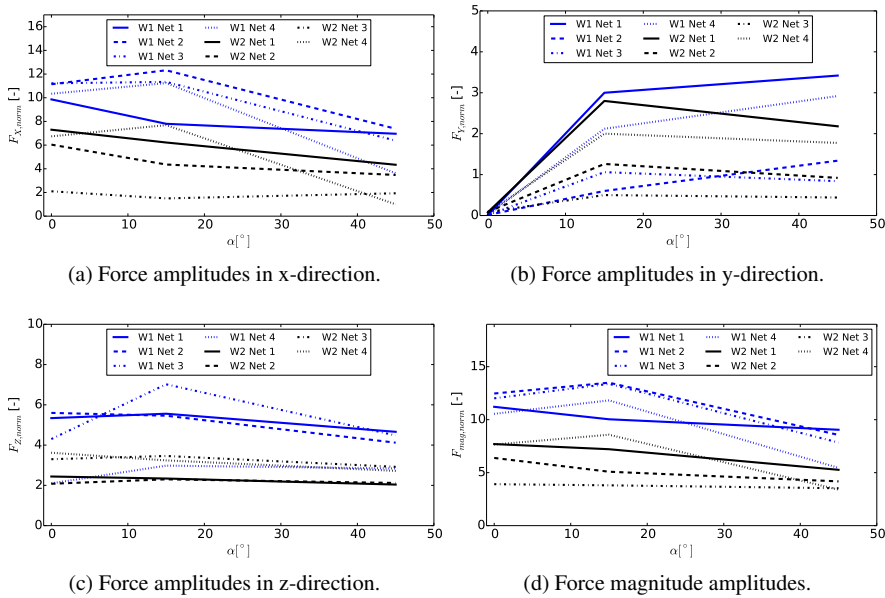 W1 Net 1
W1 Net 2
W1 Net 3
W1 Net 4
W2 Net 1
W2 Net 2
W2 Net 3
W2 Net 4
16
14
12
10
8
6
4
2
0
F_{X,norm} [-]
0 10 20 30 40 50
α[°]
(a) Force amplitudes in x-direction.
W1 Net 1
W1 Net 2
W1 Net 3
W1 Net 4
W2 Net 1
W2 Net 2
W2 Net 3
W2 Net 4
5
4
3
2
1
0
F_{Y,norm} [-]
0 10 20 30 40 50
α[°]
(b) Force amplitudes in y-direction.
W1 Net 1
W1 Net 2
W1 Net 3
W1 Net 4
W2 Net 1
W2 Net 2
W2 Net 3
W2 Net 4
10
8
6
4
2
0
F_{Z,norm} [-]
0 10 20 30 40 50
α[°]
(c) Force amplitudes in z-direction.
W1 Net 1
W1 Net 2
W1 Net 3
W1 Net 4
W2 Net 1
W2 Net 2
W2 Net 3
W2 Net 4
15
10
5
0
F_{mag,norm} [-]
0 10 20 30 40 50
α[°]
(d) Force magnitude amplitudes.